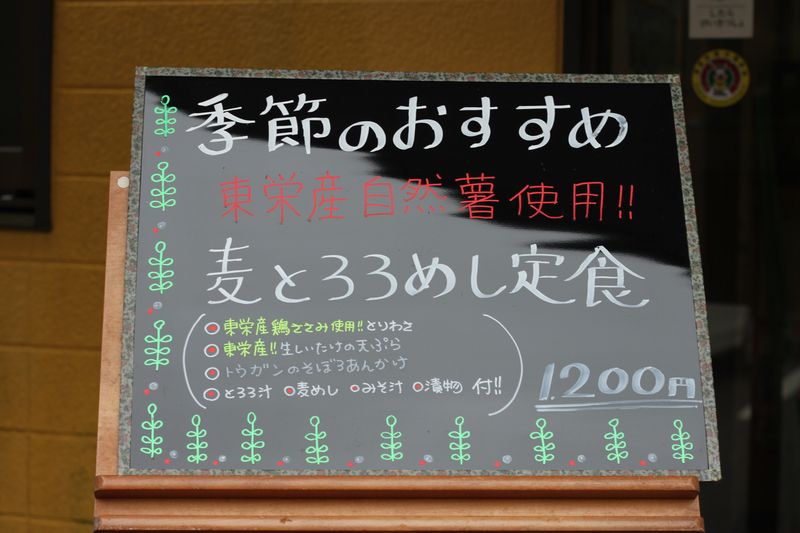 季節のおすすめ
東栄産自然薯使用!!
麦とろろめし定食
東栄産鶏ささみ使用!!とりわさ
東栄産!!生しいたけの天ぷら
トウガンのそぼろあんかけ
とろろ汁 麦めし みそ汁 漬物 付!!
1,200円